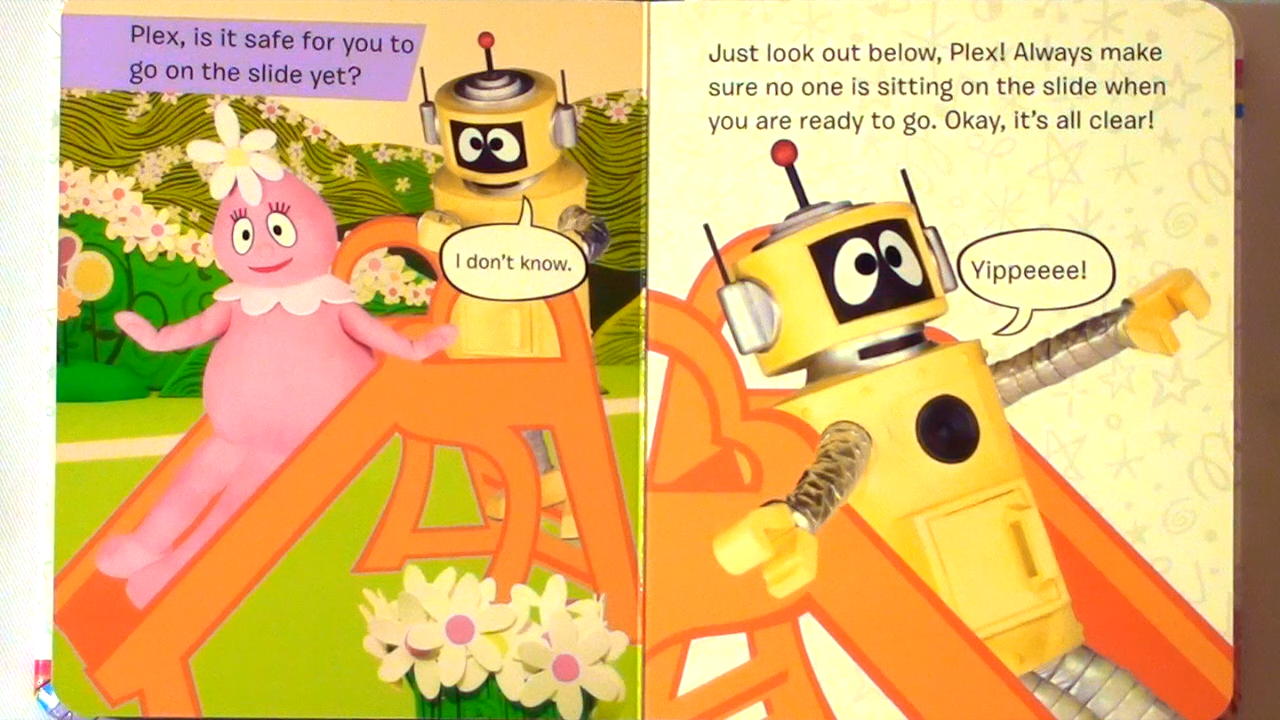 Plex, is it safe for you to
go on the slide yet?
I don't know.
Just look out below, Plex! Always make
sure no one is sitting on the slide when
you are ready to go. Okay, it's all clear!
Yippeeee!